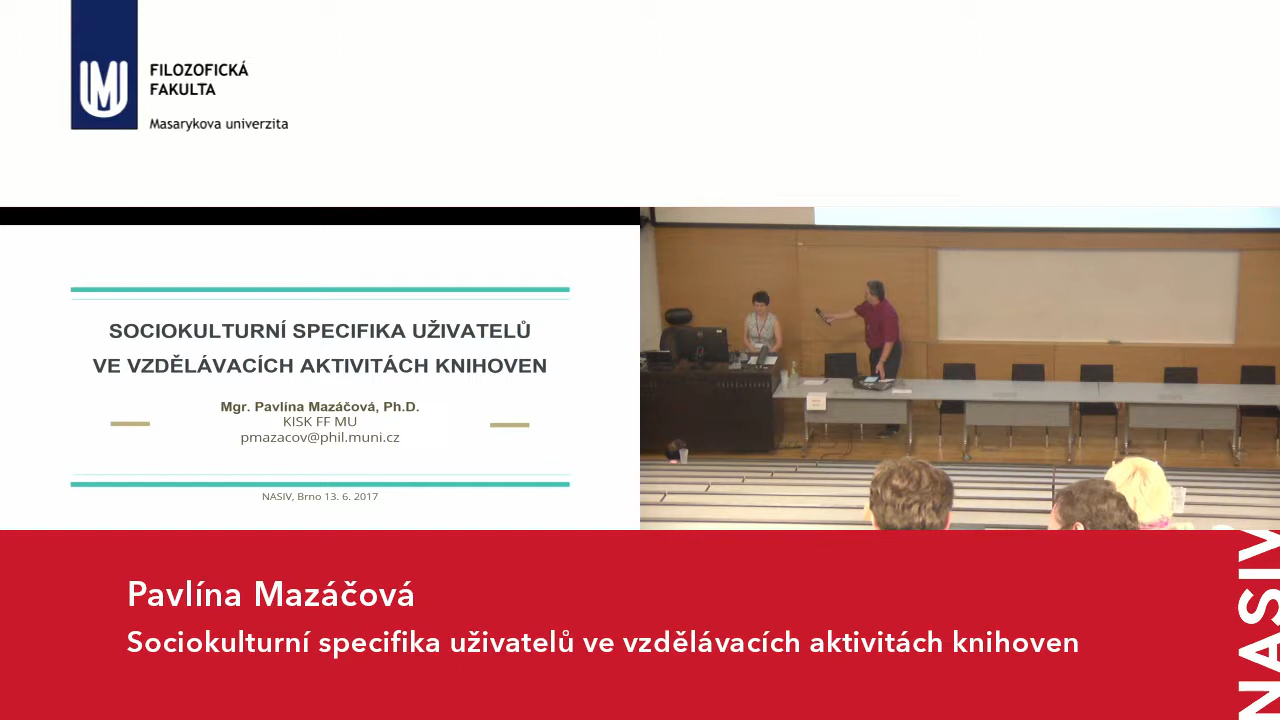 FILOZOFICKÁ
FAKULTA
Masarykova univerzita
SOCIOKULTURNÍ SPECIFIKA UŽIVATELŮ
VE VZDĚLÁVACÍCH AKTIVITÁCH KNIHOVEN
Mgr. Pavlína Mazáčová, Ph.D.
KISK FF MU
pmazacov@phil.muni.cz
NASIV, Brno 13. 6. 2017
Pavlína Mazáčová
Sociokulturní specifika uživatelů ve vzdělávacích aktivitách knihoven
NASIV